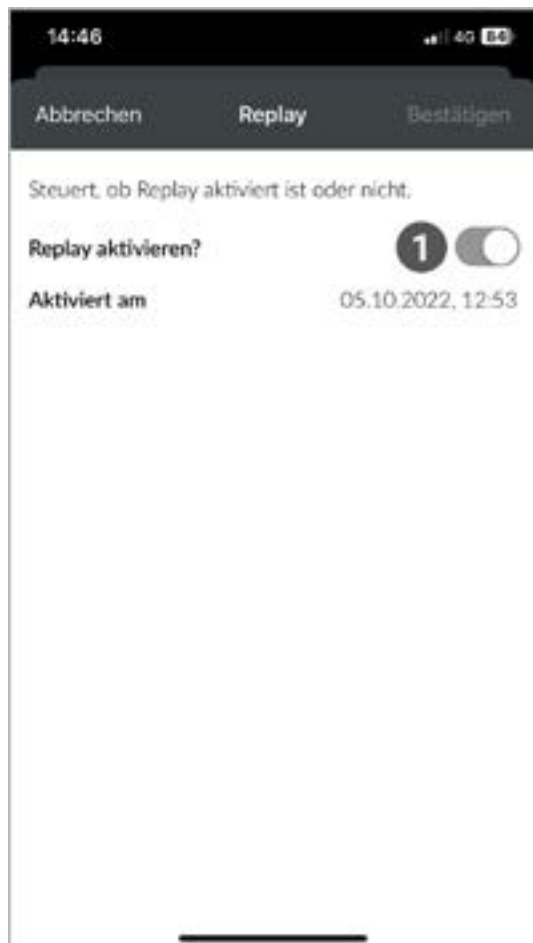 14:46 4G 86
Abbrechen Replay Bestätigen
Steuert, ob Replay aktiviert ist oder nicht.
Replay aktivieren? 1
Aktiviert am 05.10.2022, 12:53